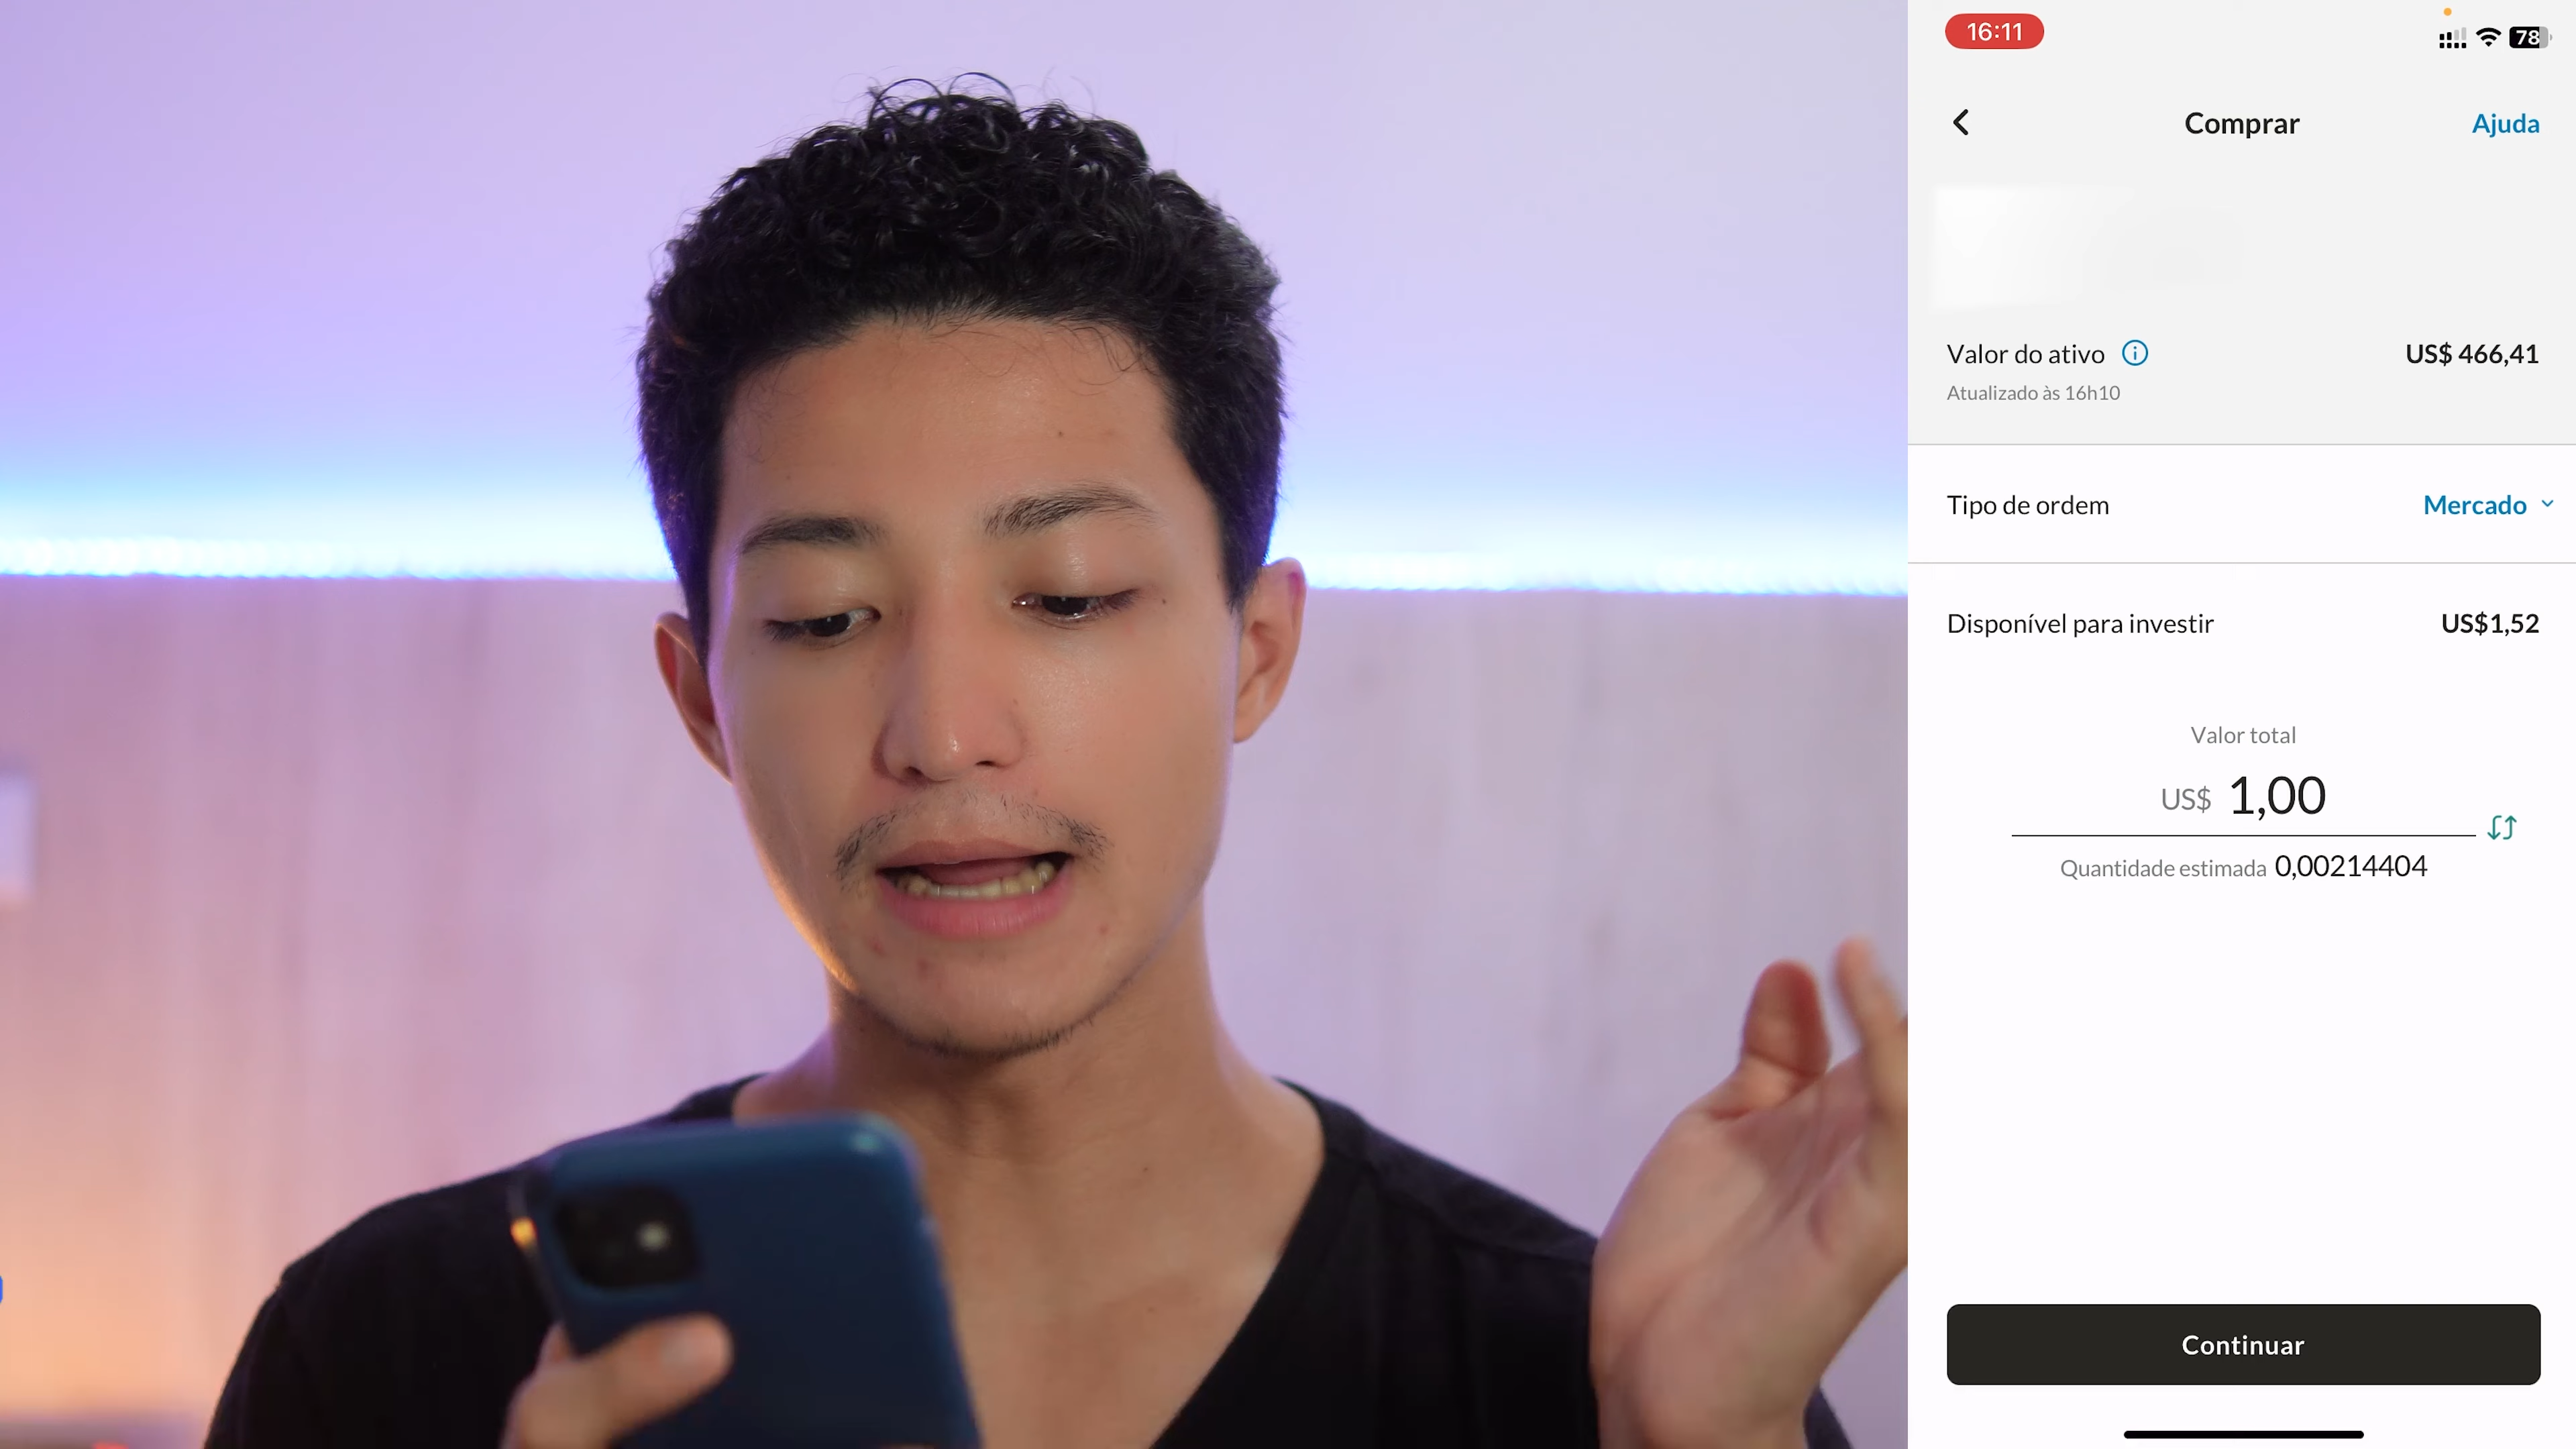 16:11
78
Comprar
Ajuda
Valor do ativo
US$ 466,41
Atualizado às 16h10
Tipo de ordem
Mercado
Disponível para investir
US$1,52
Valor total
US$ 1,00
Quantidade estimada 0,00214404
Continuar